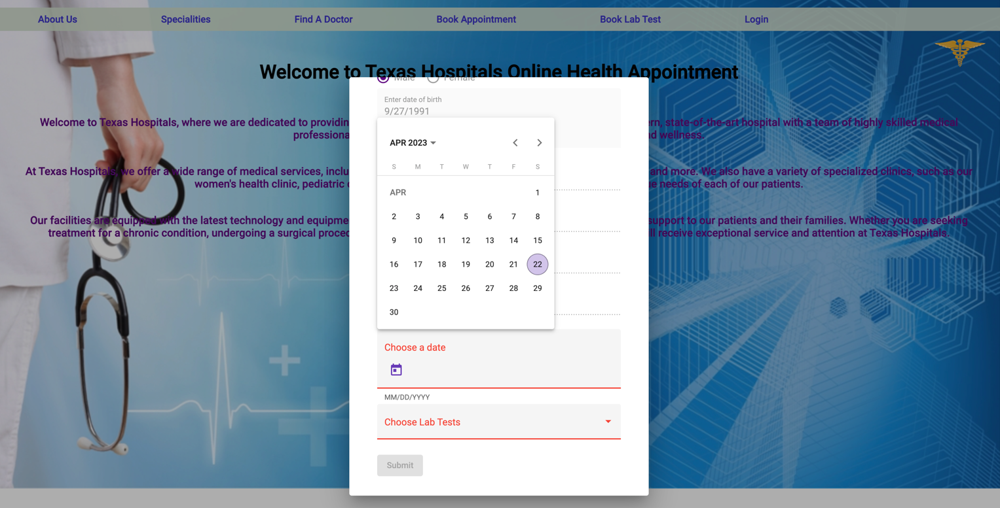 About Us
Specialities
Find A Doctor
Book Appointment
Book Lab Test
Login
Welcome to Texas Hospitals Online Health Appointment
Male
Female
Enter date of birth
9/27/1991
Welcome to Texas Hospitals, where we are dedicated to providin
ern, state-of-the-art hospital with a team of highly skilled medical
professiona
nd wellness.
APR 2023
S M T W T F S
At Texas Hospitals, we offer a wide range of medical services, inclu
and more. We also have a variety of specialized clinics, such as our
women's health clinic, pediatric
e needs of each of our patients.
APR 1
2 3 4 5 6 7 8
Our facilities are equipped with the latest technology and equipme
support to our patients and their families. Whether you are seeking
treatment for a chronic condition, undergoing a surgical proced
ll receive exceptional service and attention at Texas Hospitals.
9 10 11 12 13 14 15
16 17 18 19 20 21 22
23 24 25 26 27 28 29
30
Choose a date
MM/DD/YYYY
Choose Lab Tests
Submit